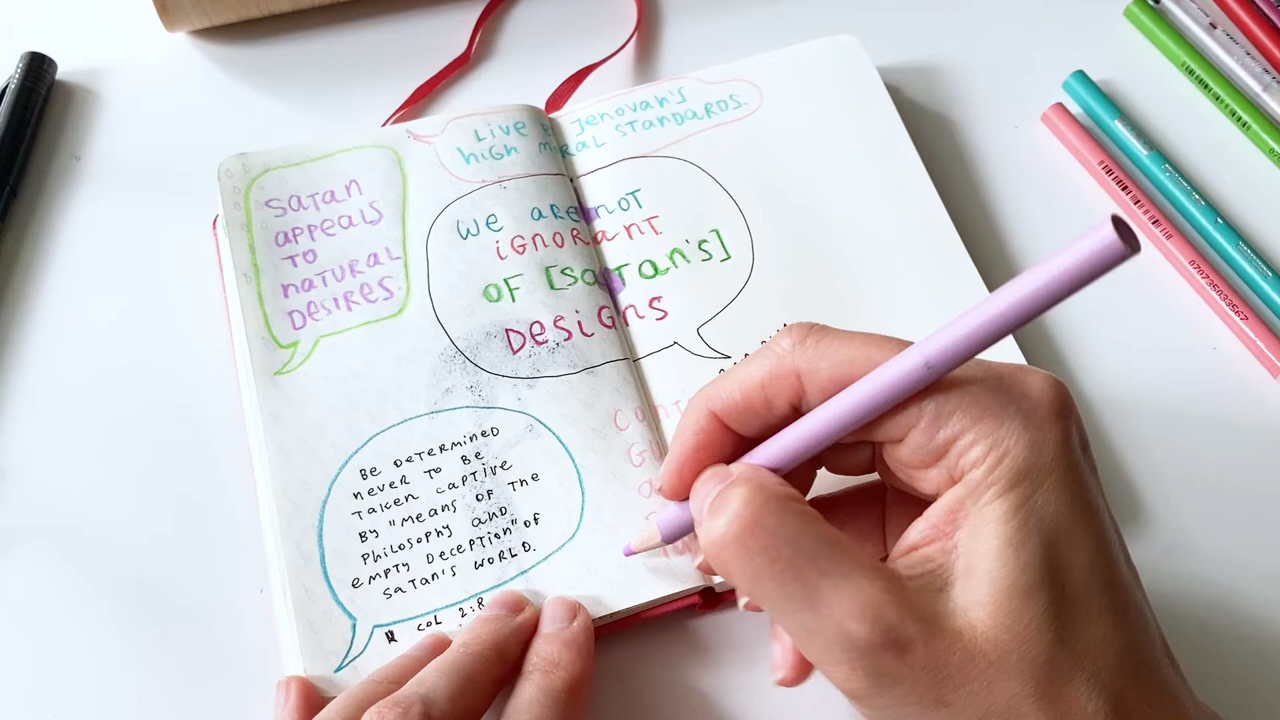 Live by Jehovah's
high moral standards.
Satan
appeals
to
natural
desires.
We are not
ignorant
of [Satan's]
designs
Be determined
never to be
taken captive
by "means of the
philosophy and
empty deception" of
Satan's world.
Col 2:8
0207350333567